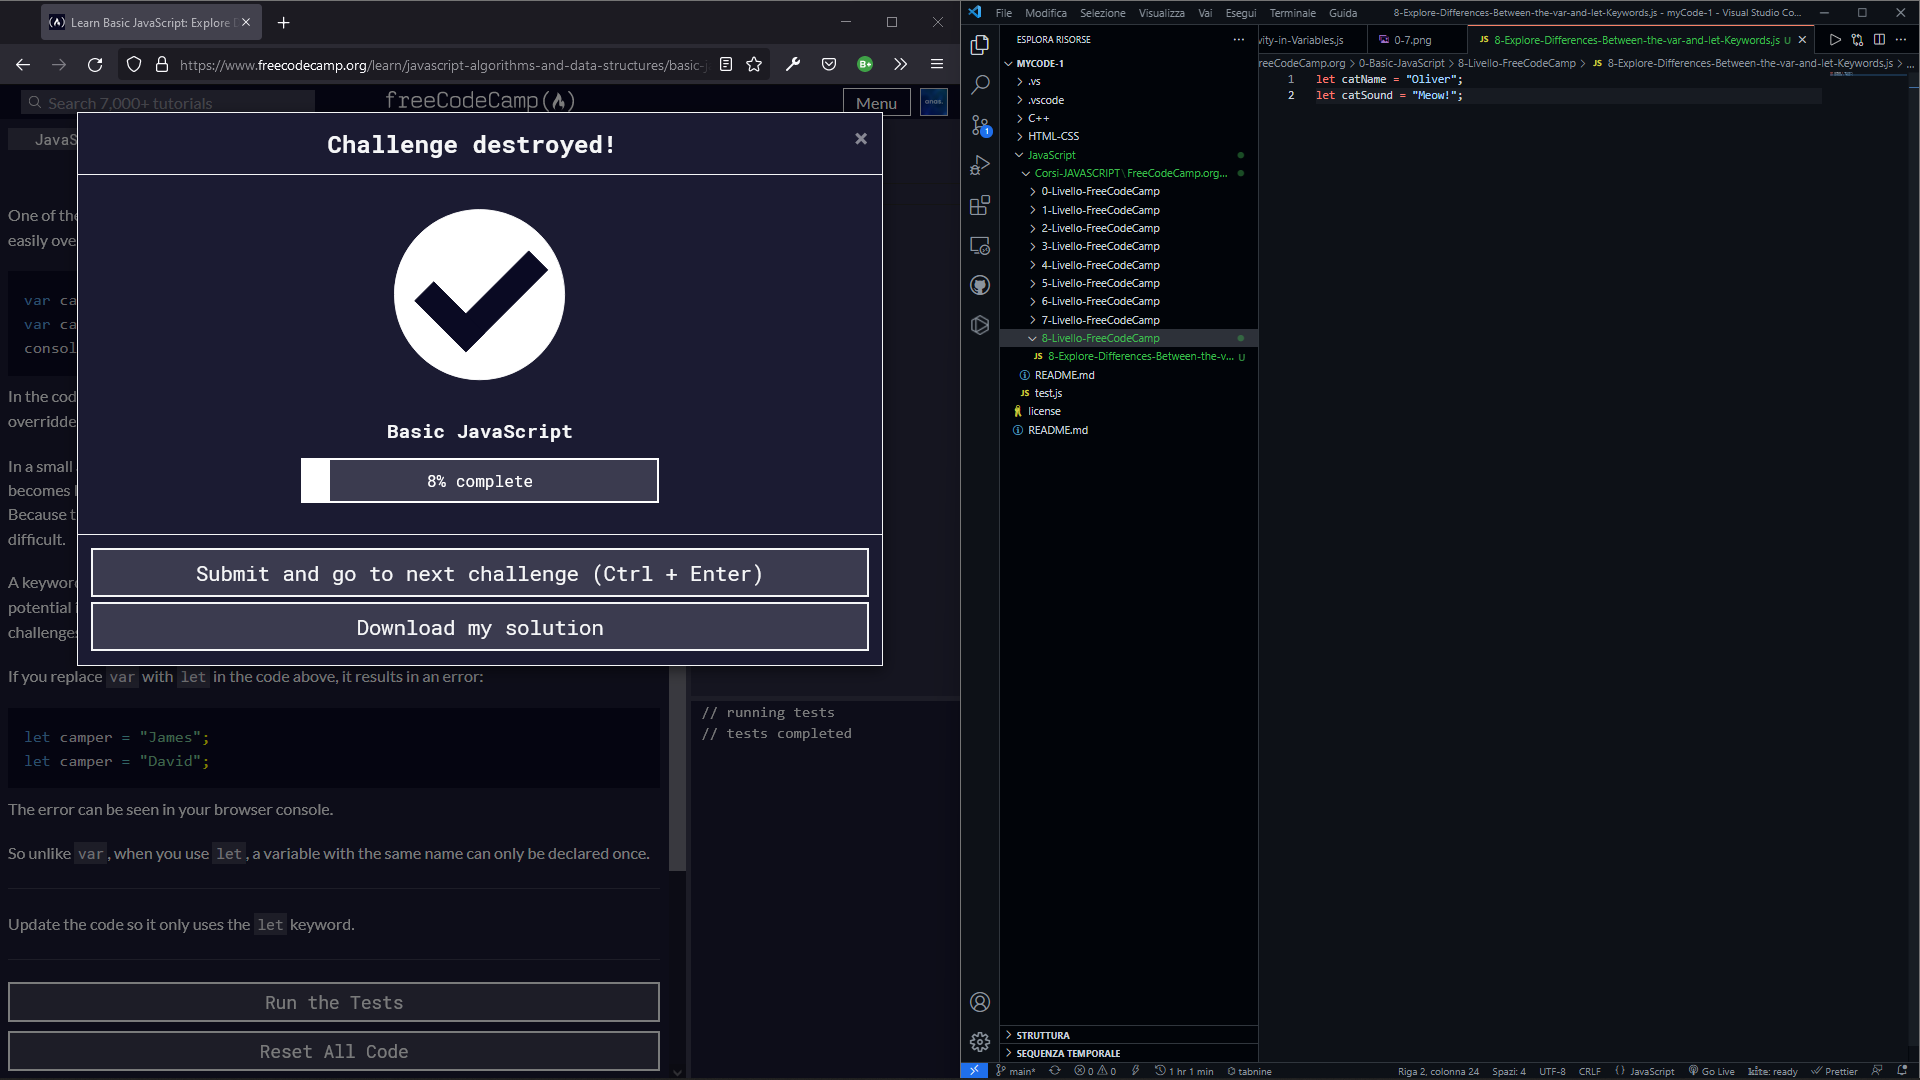 Learn Basic JavaScript: Explore
https://www.freecodecamp.org/learn/javascript-algorithms-and-data-structures/basic-j
Search 7,000+ tutorials
freeCodeCamp(🔥)
Menu
JavaS
Challenge destroyed!
One of the
easily ove
var ca
var ca
consol
In the cod
overridde
In a small
becomes
Because t
difficult.
A keyword
potential i
challenges
Basic JavaScript
8% complete
Submit and go to next challenge (Ctrl + Enter)
Download my solution
If you replace var with let in the code above, it results in an error:
let camper = "James";
let camper = "David";
The error can be seen in your browser console.
So unlike var, when you use let, a variable with the same name can only be declared once.
Update the code so it only uses the let keyword.
Run the Tests
Reset All Code
// running tests
// tests completed
File Modifica Selezione Visualizza Vai Esegui Terminale Guida
8-Explore-Differences-Between-the-var-and-let-Keywords.js - myCode-1 - Visual Studio Co...
ESPLORA RISORSE
MYCODE-1
.vs
.vscode
C++
HTML-CSS
JavaScript
Corsi-JAVASCRIPT\FreeCodeCamp.org...
0-Livello-FreeCodeCamp
1-Livello-FreeCodeCamp
2-Livello-FreeCodeCamp
3-Livello-FreeCodeCamp
4-Livello-FreeCodeCamp
5-Livello-FreeCodeCamp
6-Livello-FreeCodeCamp
7-Livello-FreeCodeCamp
8-Livello-FreeCodeCamp
JS 8-Explore-Differences-Between-the-v... U
README.md
JS test.js
license
README.md
STRUTTURA
SEQUENZA TEMPORALE
vity-in-Variables.js
0-7.png
JS 8-Explore-Differences-Between-the-var-and-let-Keywords.js U
reeCodeCamp.org > 0-Basic-JavaScript > 8-Livello-FreeCodeCamp > JS 8-Explore-Differences-Between-the-var-and-let-Keywords.js > ...
1 let catName = "Oliver";
2 let catSound = "Meow!";
1
main* 0 0 1 hr 1 min tabnine
Riga 2, colonna 24 Spazi: 4 UTF-8 CRLF JavaScript Go Live kite: ready Prettier